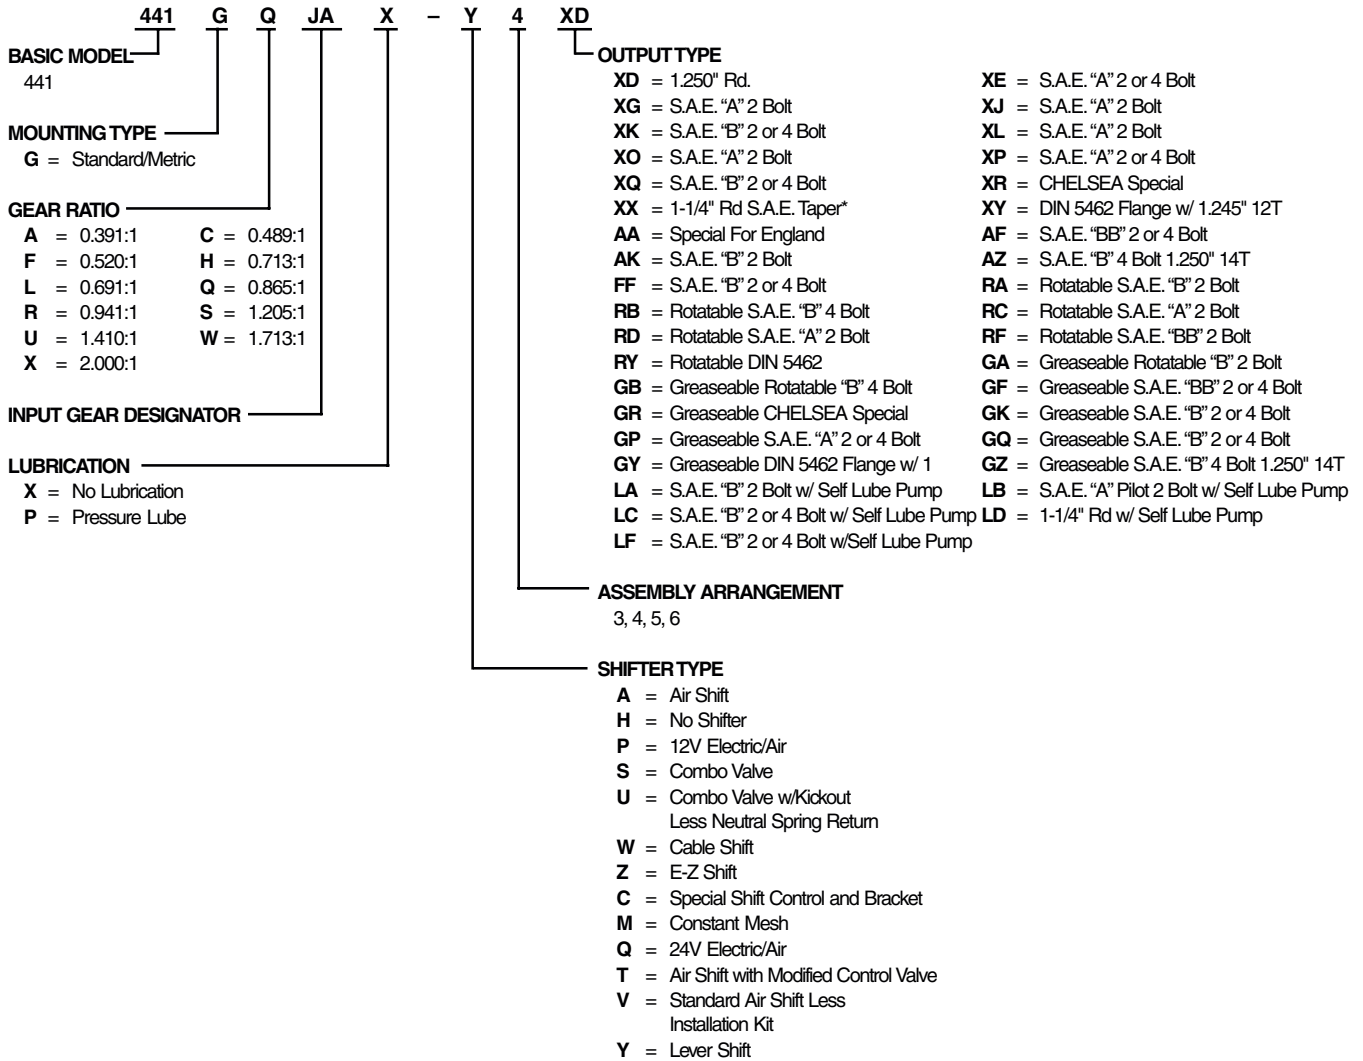 441 G Q JA X – Y 4 XD
BASIC MODEL
441
MOUNTING TYPE
G = Standard/Metric
GEAR RATIO
A = 0.391:1 C = 0.489:1
F = 0.520:1 H = 0.713:1
L = 0.691:1 Q = 0.865:1
R = 0.941:1 S = 1.205:1
U = 1.410:1 W = 1.713:1
X = 2.000:1
INPUT GEAR DESIGNATOR
LUBRICATION
X = No Lubrication
P = Pressure Lube
OUTPUT TYPE
XD = 1.250" Rd. XE = S.A.E. “A” 2 or 4 Bolt
XG = S.A.E. “A” 2 Bolt XJ = S.A.E. “A” 2 Bolt
XK = S.A.E. “B” 2 or 4 Bolt XL = S.A.E. “A” 2 Bolt
XO = S.A.E. “A” 2 Bolt XP = S.A.E. “A” 2 or 4 Bolt
XQ = S.A.E. “B” 2 or 4 Bolt XR = CHELSEA Special
XX = 1-1/4" Rd S.A.E. Taper* XY = DIN 5462 Flange w/ 1.245" 12T
AA = Special For England AF = S.A.E. “BB” 2 or 4 Bolt
AK = S.A.E. “B” 2 Bolt AZ = S.A.E. “B” 4 Bolt 1.250" 14T
FF = S.A.E. “B” 2 or 4 Bolt RA = Rotatable S.A.E. “B” 2 Bolt
RB = Rotatable S.A.E. “B” 4 Bolt RC = Rotatable S.A.E. “A” 2 Bolt
RD = Rotatable S.A.E. “A” 2 Bolt RF = Rotatable S.A.E. “BB” 2 Bolt
RY = Rotatable DIN 5462 GA = Greaseable Rotatable “B” 2 Bolt
GB = Greaseable Rotatable “B” 4 Bolt GF = Greaseable S.A.E. “BB” 2 or 4 Bolt
GR = Greaseable CHELSEA Special GK = Greaseable S.A.E. “B” 2 or 4 Bolt
GP = Greaseable S.A.E. “A” 2 or 4 Bolt GQ = Greaseable S.A.E. “B” 2 or 4 Bolt
GY = Greaseable DIN 5462 Flange w/ 1 GZ = Greaseable S.A.E. “B” 4 Bolt 1.250" 14T
LA = S.A.E. “B” 2 Bolt w/ Self Lube Pump LB = S.A.E. “A” Pilot 2 Bolt w/ Self Lube Pump
LC = S.A.E. “B” 2 or 4 Bolt w/ Self Lube Pump LD = 1-1/4" Rd w/ Self Lube Pump
LF = S.A.E. “B” 2 or 4 Bolt w/Self Lube Pump
ASSEMBLY ARRANGEMENT
3, 4, 5, 6
SHIFTER TYPE
A = Air Shift
H = No Shifter
P = 12V Electric/Air
S = Combo Valve
U = Combo Valve w/Kickout
Less Neutral Spring Return
W = Cable Shift
Z = E-Z Shift
C = Special Shift Control and Bracket
M = Constant Mesh
Q = 24V Electric/Air
T = Air Shift with Modified Control Valve
V = Standard Air Shift Less
Installation Kit
Y = Lever Shift